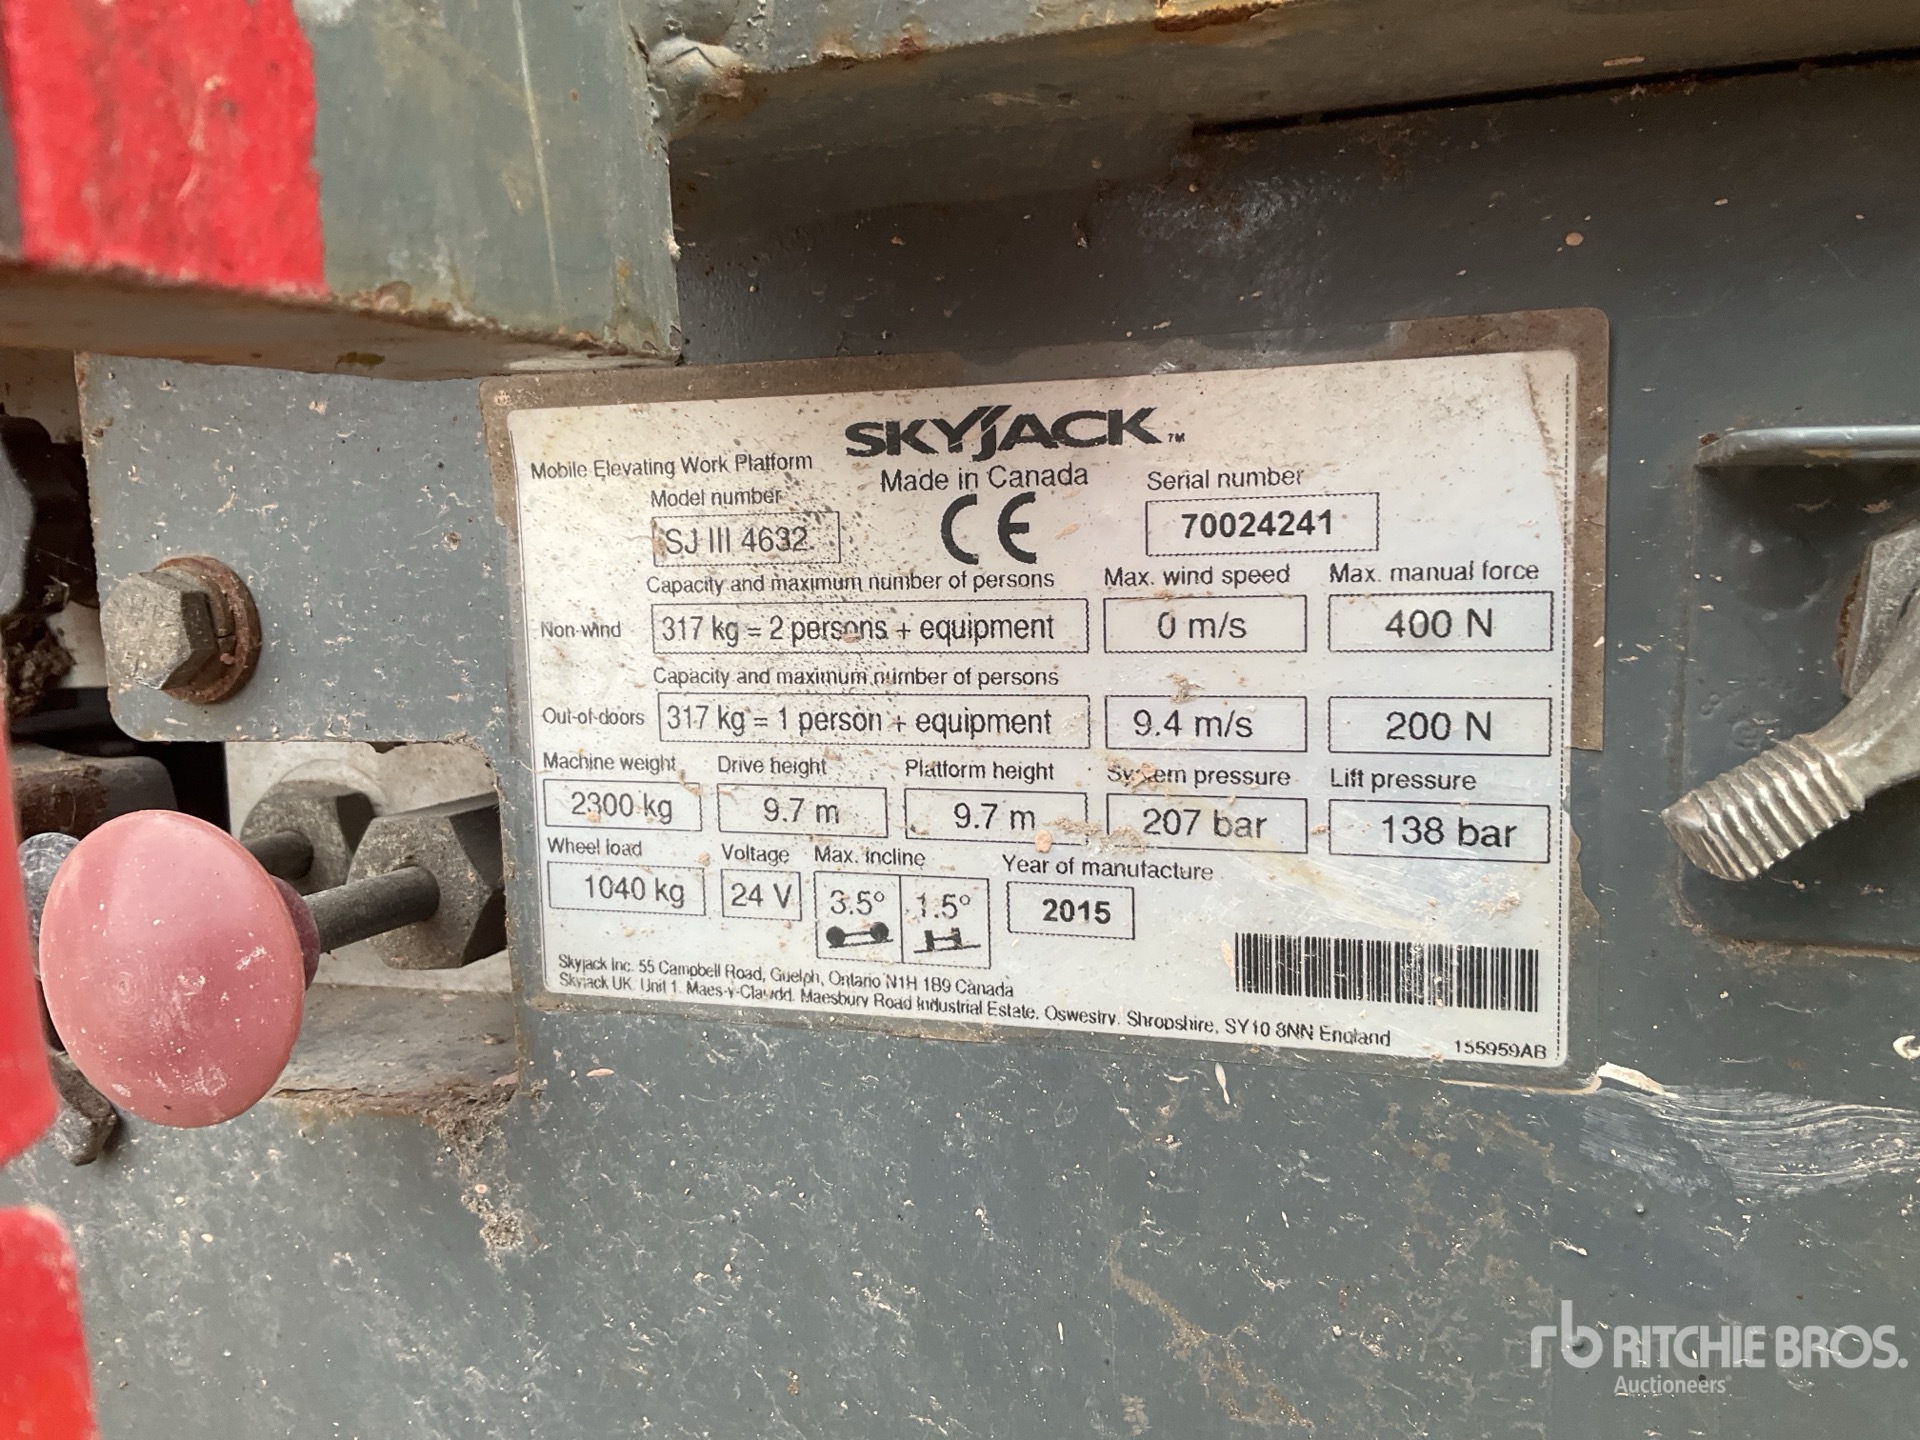 SKYJACK™
Mobile Elevating Work Platform
Made in Canada
Model number
Serial number
SJ III 4632
CE
70024241
Capacity and maximum number of persons
Max. wind speed
Max. manual force
Non-wind
317 kg = 2 persons + equipment
0 m/s
400 N
Capacity and maximum number of persons
Out-of-doors
317 kg = 1 person + equipment
9.4 m/s
200 N
Machine weight
Drive height
Platform height
System pressure
Lift pressure
2300 kg
9.7 m
9.7 m
207 bar
138 bar
Wheel load
Voltage
Max. incline
Year of manufacture
1040 kg
24 V
3.5°
1.5°
2015
Skyjack Inc. 55 Campbell Road, Guelph, Ontario N1H 1B9 Canada
Skyjack UK. Unit 1. Maes-y-Clawdd. Maesbury Road Industrial Estate. Oswestry. Shropshire. SY10 8NN England
155959AB
rb RITCHIE BROS.
Auctioneers